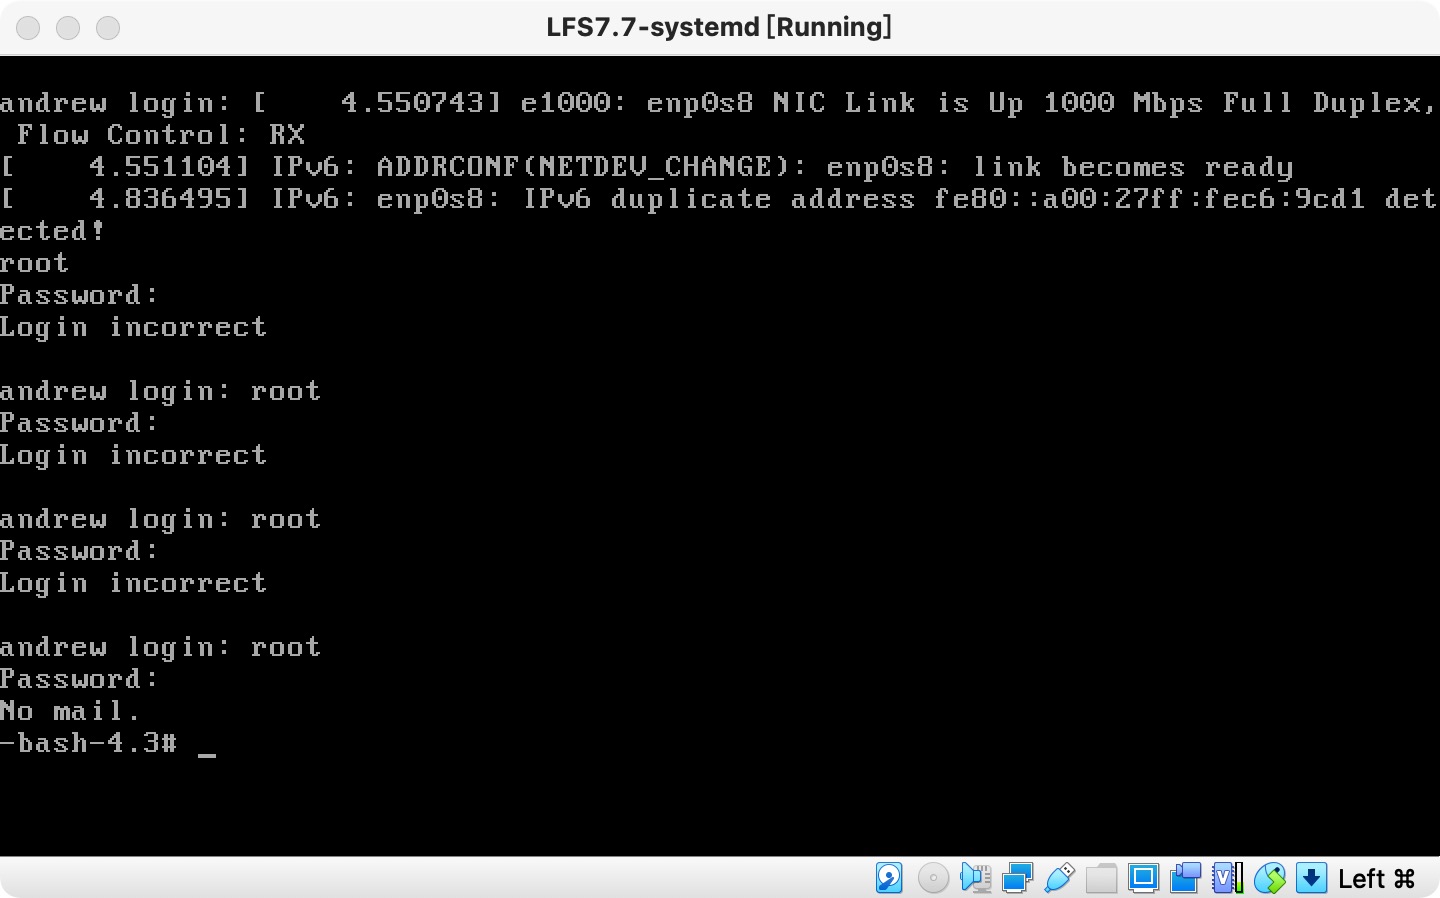 LFS7.7-systemd [Running]
andrew login: [    4.550743] e1000: enp0s8 NIC Link is Up 1000 Mbps Full Duplex,
 Flow Control: RX
[    4.551104] IPv6: ADDRCONF(NETDEV_CHANGE): enp0s8: link becomes ready
[    4.836495] IPv6: enp0s8: IPv6 duplicate address fe80::a00:27ff:fec6:9cd1 det
ected!
root
Password:
Login incorrect
andrew login: root
Password:
Login incorrect
andrew login: root
Password:
Login incorrect
andrew login: root
Password:
No mail.
-bash-4.3# _
V
Left ⌘